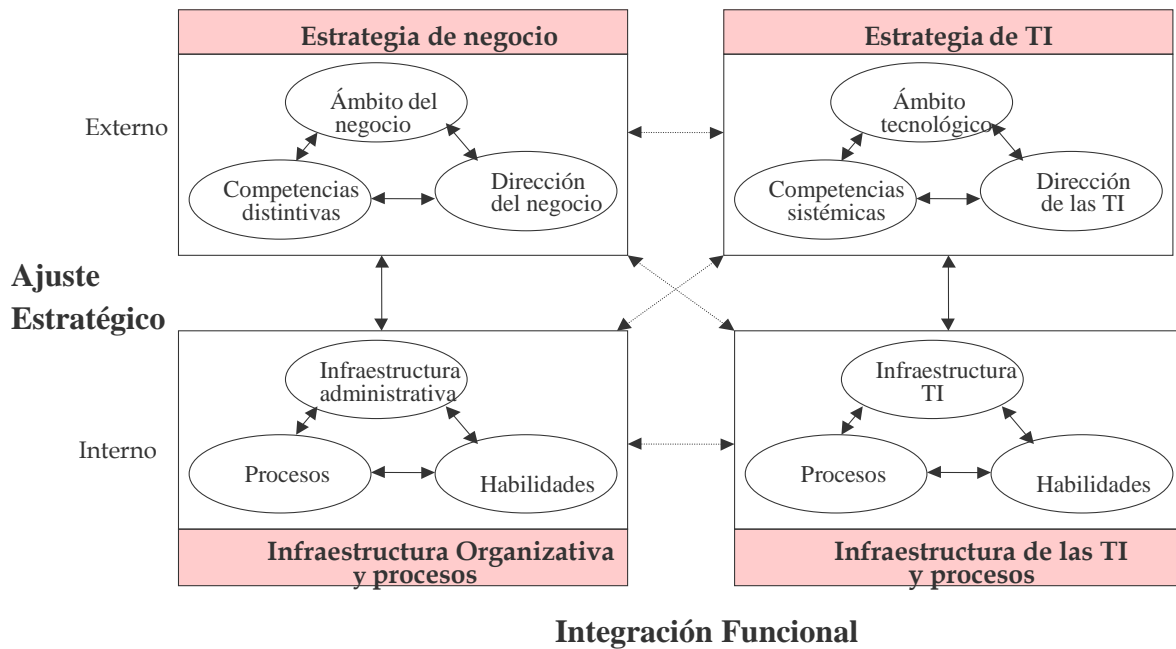 Estrategia de negocio
Estrategia de TI
Externo
Ámbito del
negocio
Competencias
distintivas
Dirección
del negocio
Ámbito
tecnológico
Competencias
sistémicas
Dirección
de las TI
Ajuste
Estratégico
Interno
Infraestructura
administrativa
Procesos
Habilidades
Infraestructura
TI
Procesos
Habilidades
Infraestructura Organizativa
y procesos
Infraestructura de las TI
y procesos
Integración Funcional